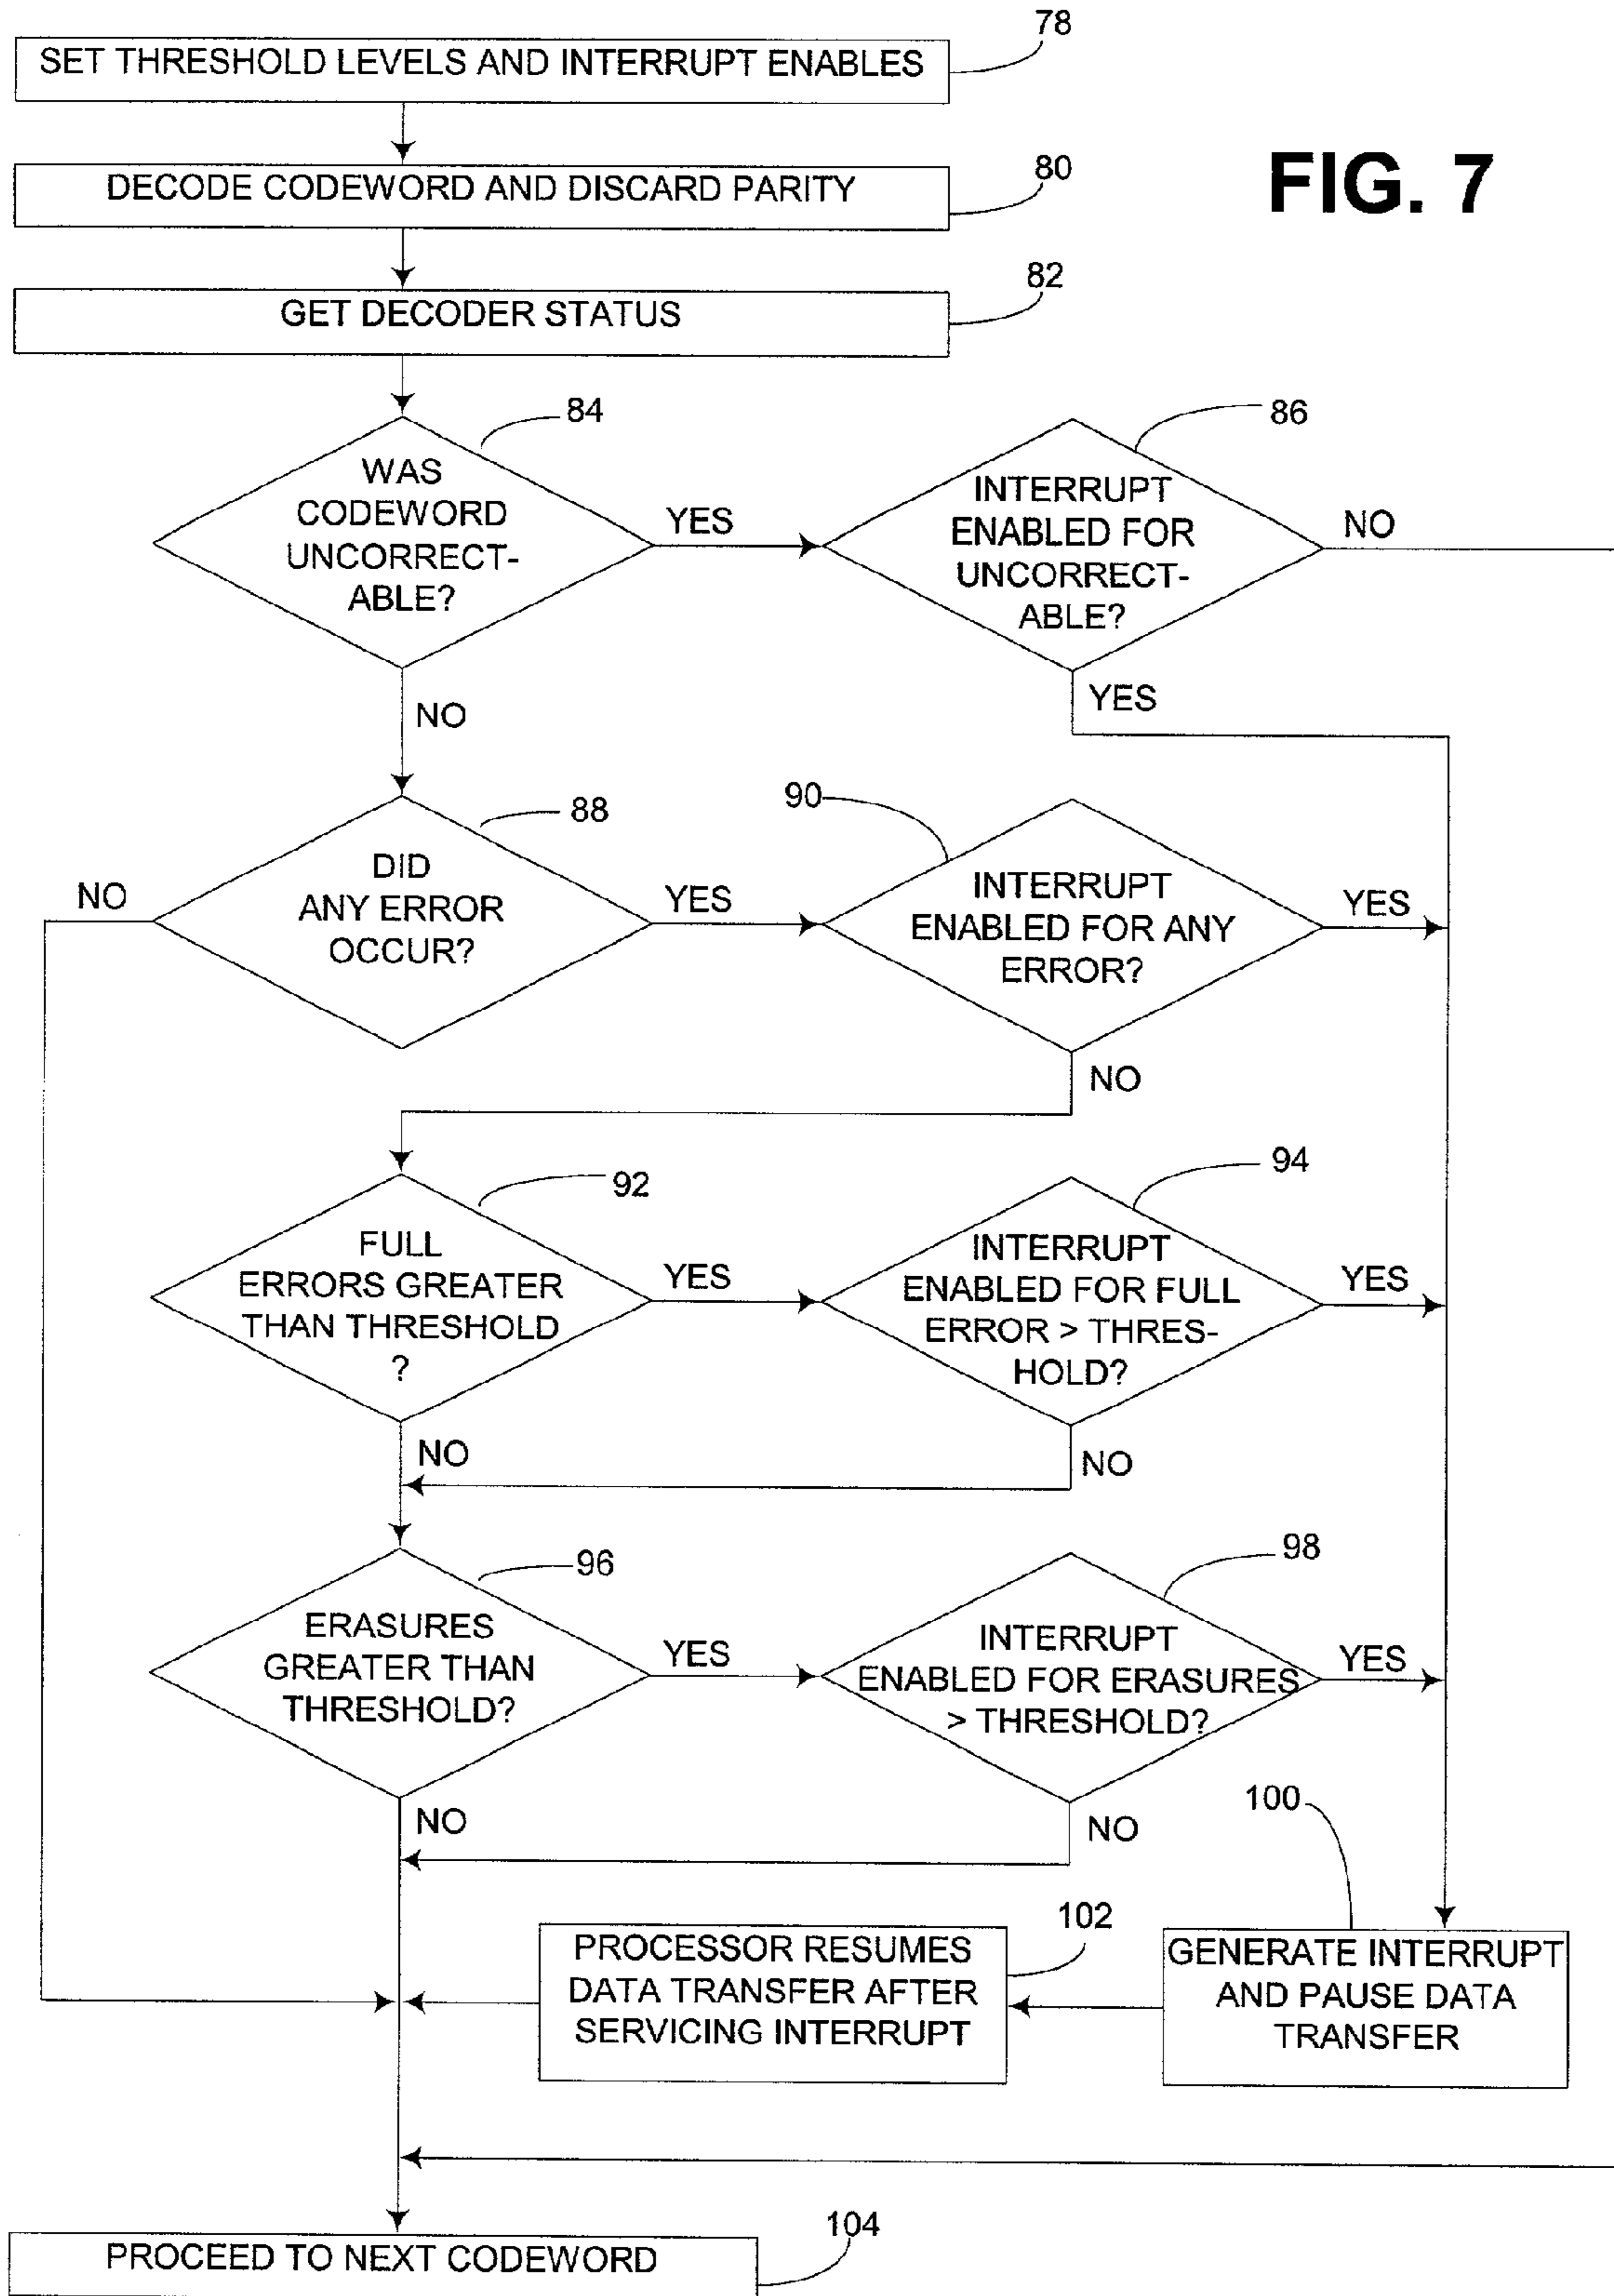 78
SET THRESHOLD LEVELS AND INTERRUPT ENABLES
FIG. 7
80
DECODE CODEWORD AND DISCARD PARITY
82
GET DECODER STATUS
84
WAS
CODEWORD
UNCORRECT-
ABLE?
YES
NO
86
INTERRUPT
ENABLED FOR
UNCORRECT-
ABLE?
NO
YES
88
DID
ANY ERROR
OCCUR?
NO
YES
90
INTERRUPT
ENABLED FOR ANY
ERROR?
YES
NO
92
FULL
ERRORS GREATER
THAN THRESHOLD
?
YES
NO
94
INTERRUPT
ENABLED FOR FULL
ERROR > THRES-
HOLD?
YES
NO
96
ERASURES
GREATER THAN
THRESHOLD?
YES
NO
98
INTERRUPT
ENABLED FOR ERASURES
> THRESHOLD?
YES
NO
100
GENERATE INTERRUPT
AND PAUSE DATA
TRANSFER
102
PROCESSOR RESUMES
DATA TRANSFER AFTER
SERVICING INTERRUPT
104
PROCEED TO NEXT CODEWORD